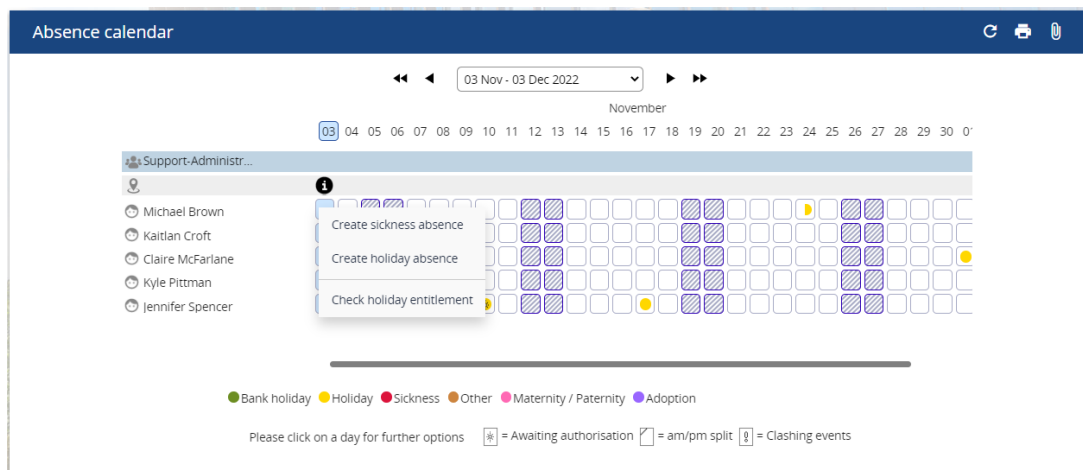 Absence calendar
03 Nov - 03 Dec 2022
November
03 04 05 06 07 08 09 10 11 12 13 14 15 16 17 18 19 20 21 22 23 24 25 26 27 28 29 30
Support-Administr...
Michael Brown
Kaitlan Croft
Claire McFarlane
Kyle Pittman
Jennifer Spencer
Create sickness absence
Create holiday absence
Check holiday entitlement
Bank holiday Holiday Sickness Other Maternity / Paternity Adoption
Please click on a day for further options = Awaiting authorisation = am/pm split = Clashing events